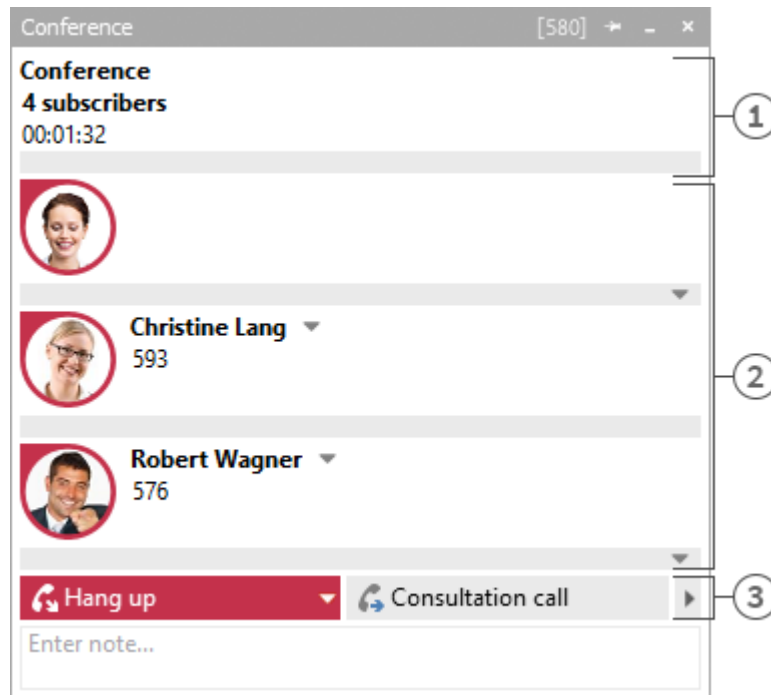 Conference [580]
Conference
4 subscribers
00:01:32
1
Christine Lang
593
2
Robert Wagner
576
Hang up Consultation call
3
Enter note...